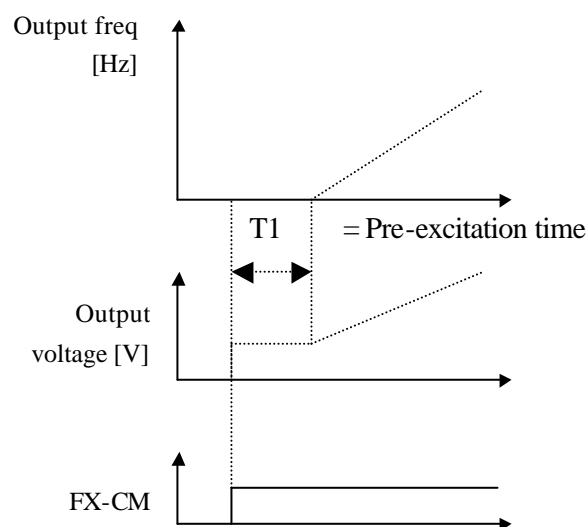 Output freq
[Hz]
T1 = Pre-excitation time
Output
voltage [V]
FX-CM